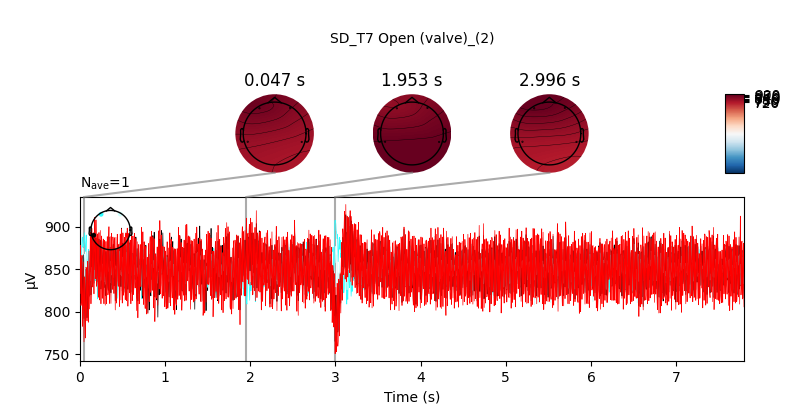 SD_T7 Open (valve)_(2)
0.047 s 1.953 s 2.996 s
Nave=1
900
850
800
750
µV
0 1 2 3 4 5 6 7
Time (s)